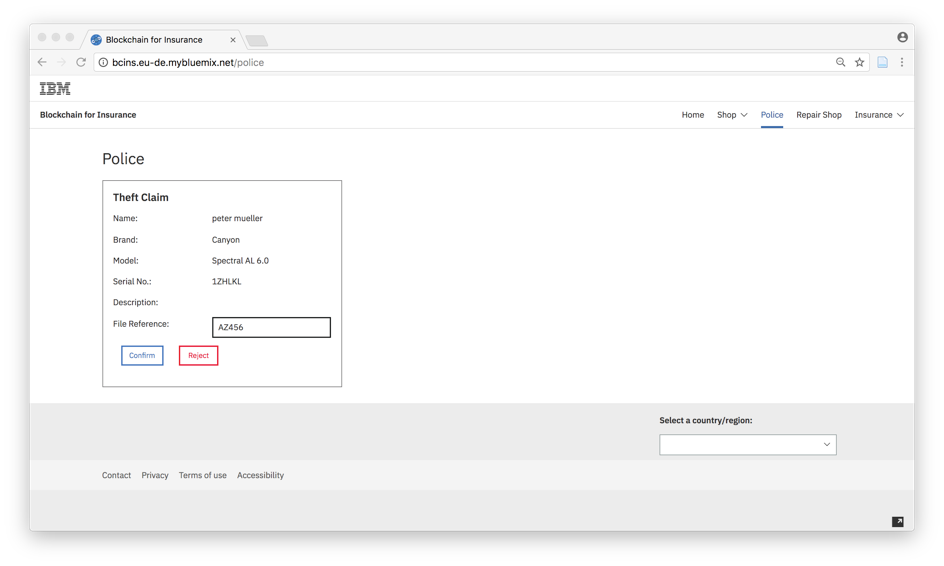 Blockchain for Insurance
bcins.eu-de.mybluemix.net/police
IBM
Blockchain for Insurance
Home Shop Police Repair Shop Insurance
Police
Theft Claim
Name: peter mueller
Brand: Canyon
Model: Spectral AL 6.0
Serial No.: 1ZHLKL
Description:
File Reference: AZ456
Confirm Reject
Select a country/region:
Contact Privacy Terms of use Accessibility